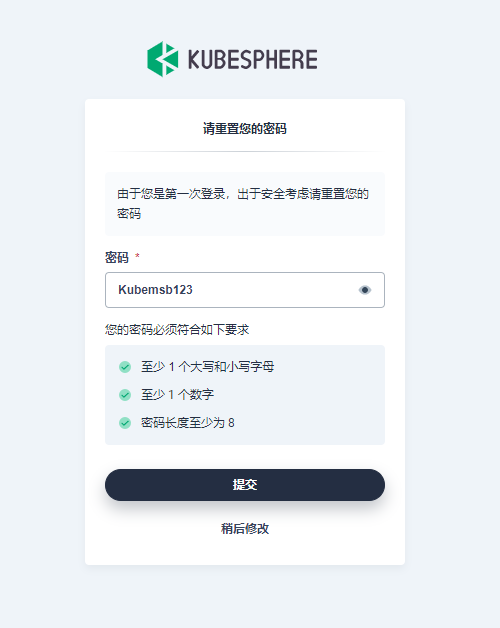 KUBESPHERE
请重置您的密码
由于您是第一次登录，出于安全考虑请重置您的
密码
密码 *
Kubemsb123
您的密码必须符合如下要求
至少 1 个大写和小写字母
至少 1 个数字
密码长度至少为 8
提交
稍后修改